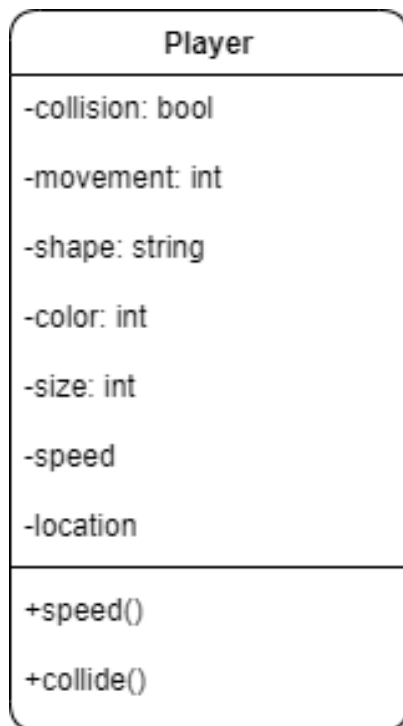 Player
-collision: bool
-movement: int
-shape: string
-color: int
-size: int
-speed
-location
+speed()
+collide()